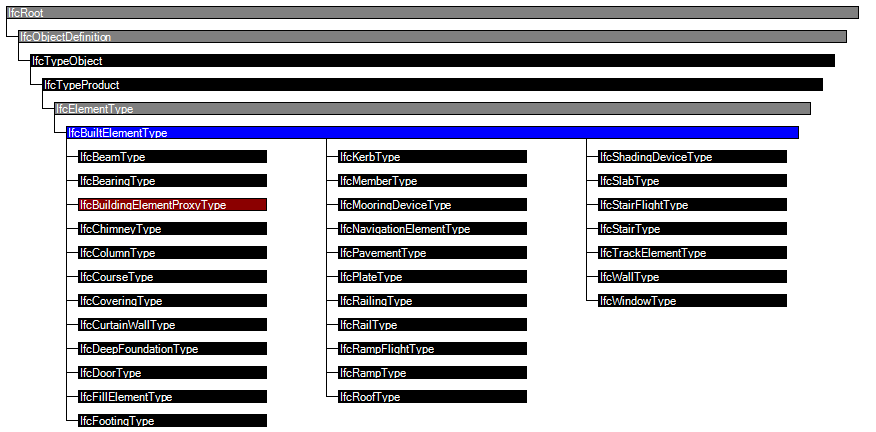 IfcRoot
IfcObjectDefinition
IfcTypeObject
IfcTypeProduct
IfcElementType
IfcBuiltElementType
IfcBeamType
IfcBearingType
IfcBuildingElementProxyType
IfcChimneyType
IfcColumnType
IfcCourseType
IfcCoveringType
IfcCurtainWallType
IfcDeepFoundationType
IfcDoorType
IfcFillElementType
IfcFootingType
IfcKerbType
IfcMemberType
IfcMooringDeviceType
IfcNavigationElementType
IfcPavementType
IfcPlateType
IfcRailingType
IfcRailType
IfcRampFlightType
IfcRampType
IfcRoofType
IfcShadingDeviceType
IfcSlabType
IfcStairFlightType
IfcStairType
IfcTrackElementType
IfcWallType
IfcWindowType